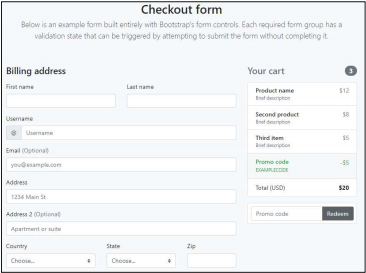 Checkout form
Below is an example form built entirely with Bootstrap's form controls. Each required form group has a
validation state that can be triggered by attempting to submit the form without completing it.
Billing address
First name
Last name
Username
@ Username
Email (Optional)
you@example.com
Address
1234 Main St
Address 2 (Optional)
Apartment or suite
Country
State
Zip
Choose...
Choose...
Your cart
3
Product name $12
Brief description
Second product $8
Brief description
Third item $5
Brief description
Promo code -$5
EXAMPLECODE
Total (USD) $20
Promo code Redeem